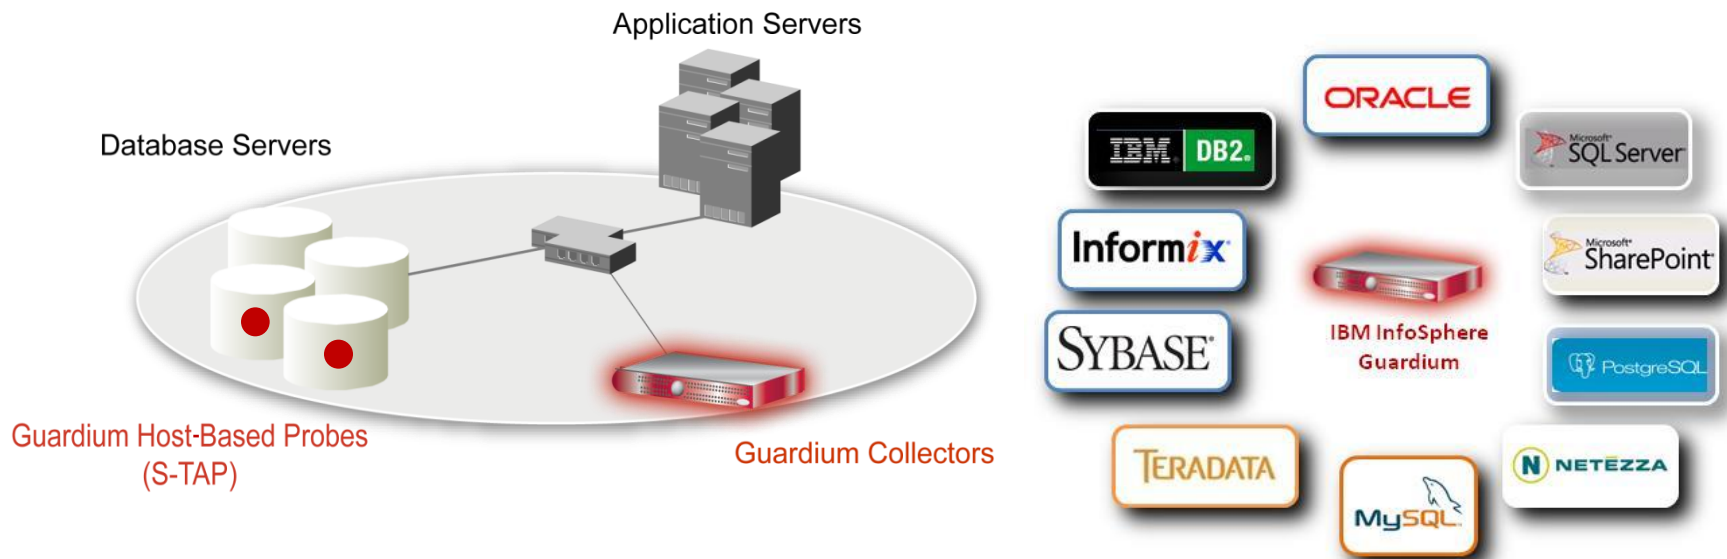 Application Servers
Database Servers
Guardium Host-Based Probes
(S-TAP)
Guardium Collectors
ORACLE
IBM. DB2.
Microsoft®
SQL Server
Informix
Microsoft®
SharePoint
IBM InfoSphere
Guardium
SYBASE®
PostgreSQL
TERADATA
N NETEZZA
MySQL